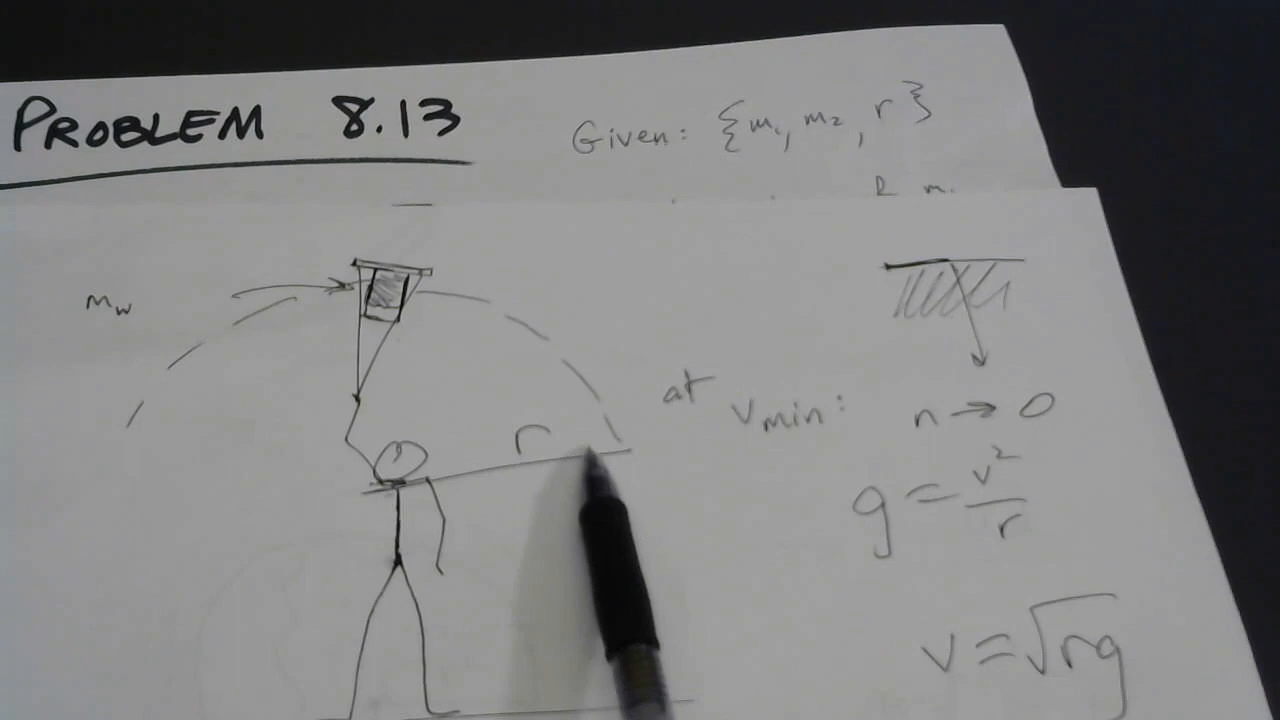 PROBLEM 8.13
Given: {m₁, m₂, r}
m_w
r
at v_min: n → 0
g = v²/r
v = √rg